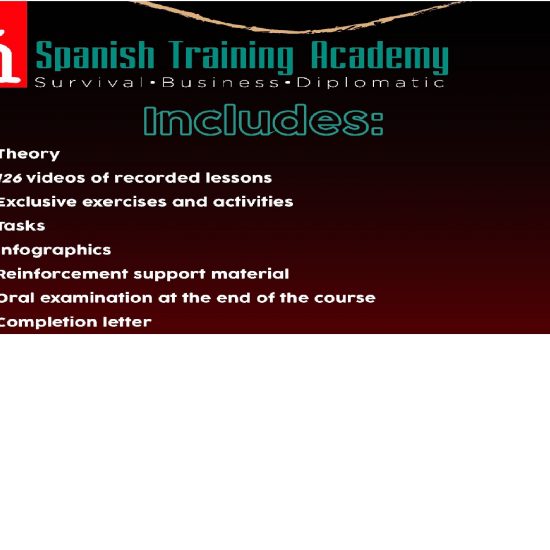 ñ
Spanish Training Academy
Survival•Business•Diplomatic
Includes:
Theory
126 videos of recorded lessons
Exclusive exercises and activities
Tasks
Infographics
Reinforcement support material
Oral examination at the end of the course
Completion letter